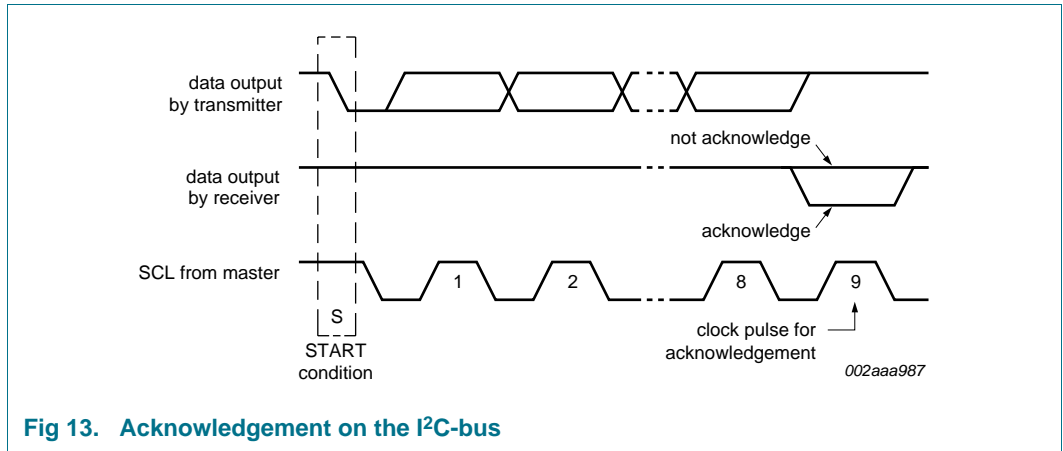 data output
by transmitter
not acknowledge
data output
by receiver
acknowledge
SCL from master
1
2
8
9
S
START
condition
clock pulse for
acknowledgement
002aaa987
Fig 13. Acknowledgement on the I²C-bus